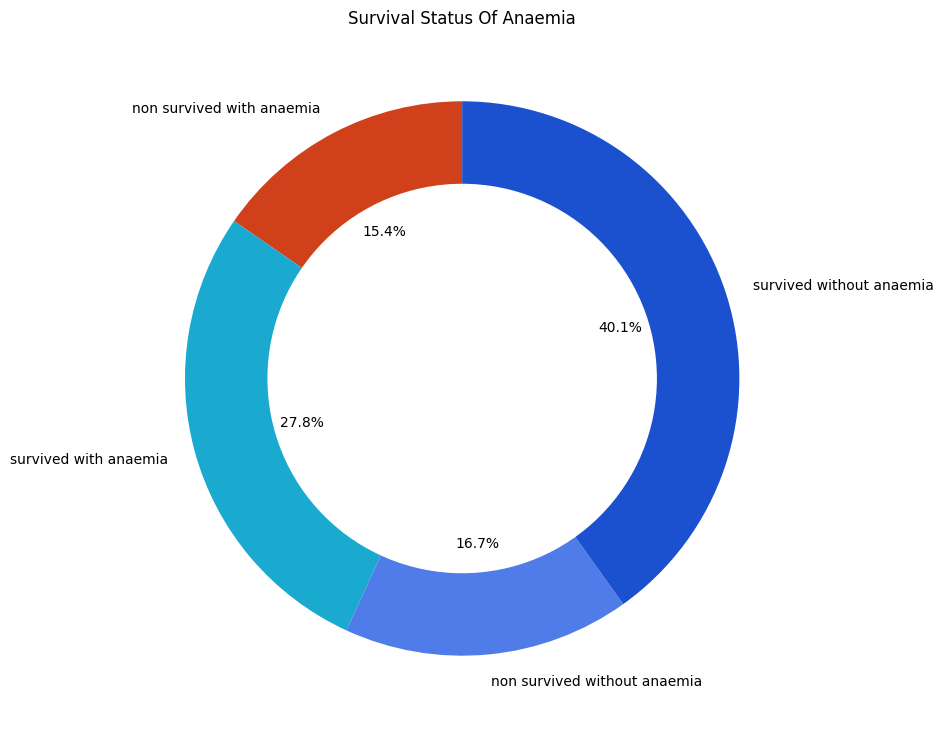 Survival Status Of Anaemia
non survived with anaemia
15.4%
survived without anaemia
40.1%
27.8%
survived with anaemia
16.7%
non survived without anaemia